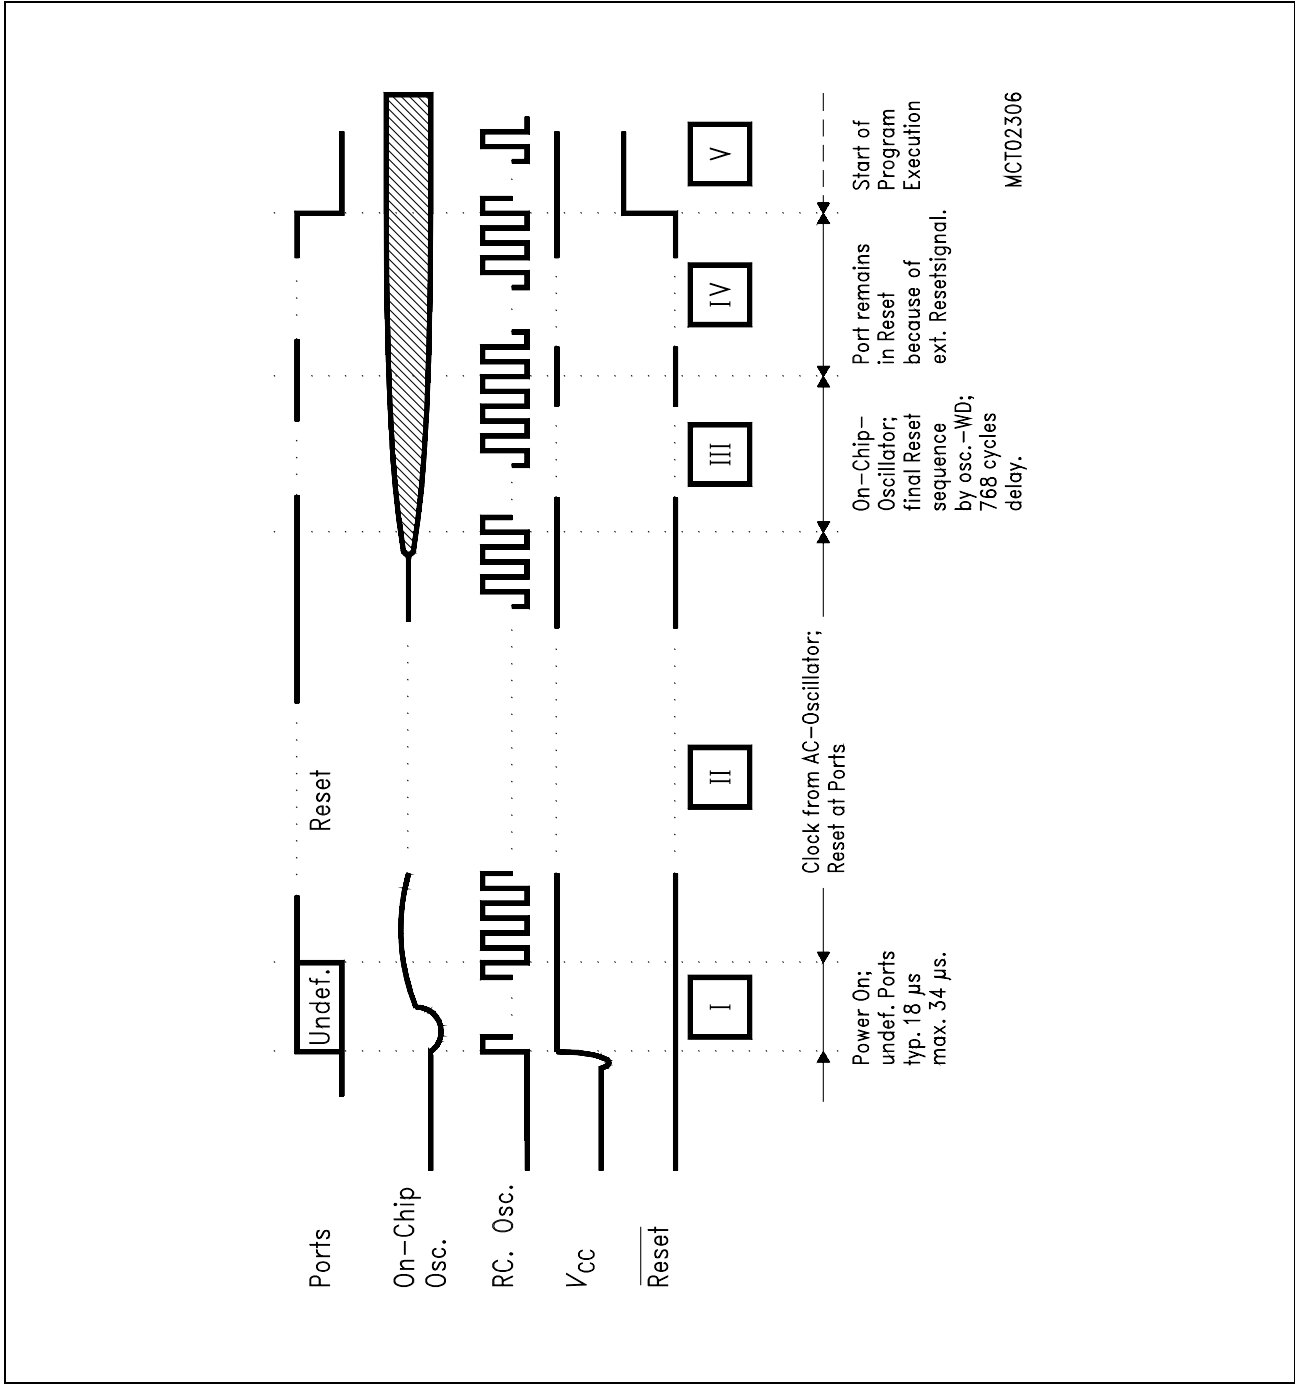 Ports
Undef.
Reset
On-Chip
Osc.
RC. Osc.
VCC
Reset
I
II
III
IV
V
Power On;
undef. Ports
typ. 18 µs
max. 34 µs.
Clock from AC-Oscillator;
Reset at Ports
On-Chip-
Oscillator;
final Reset
sequence
by osc.-WD;
768 cycles
delay.
Port remains
in Reset
because of
ext. Resetsignal.
Start of
Program
Execution
MCT02306